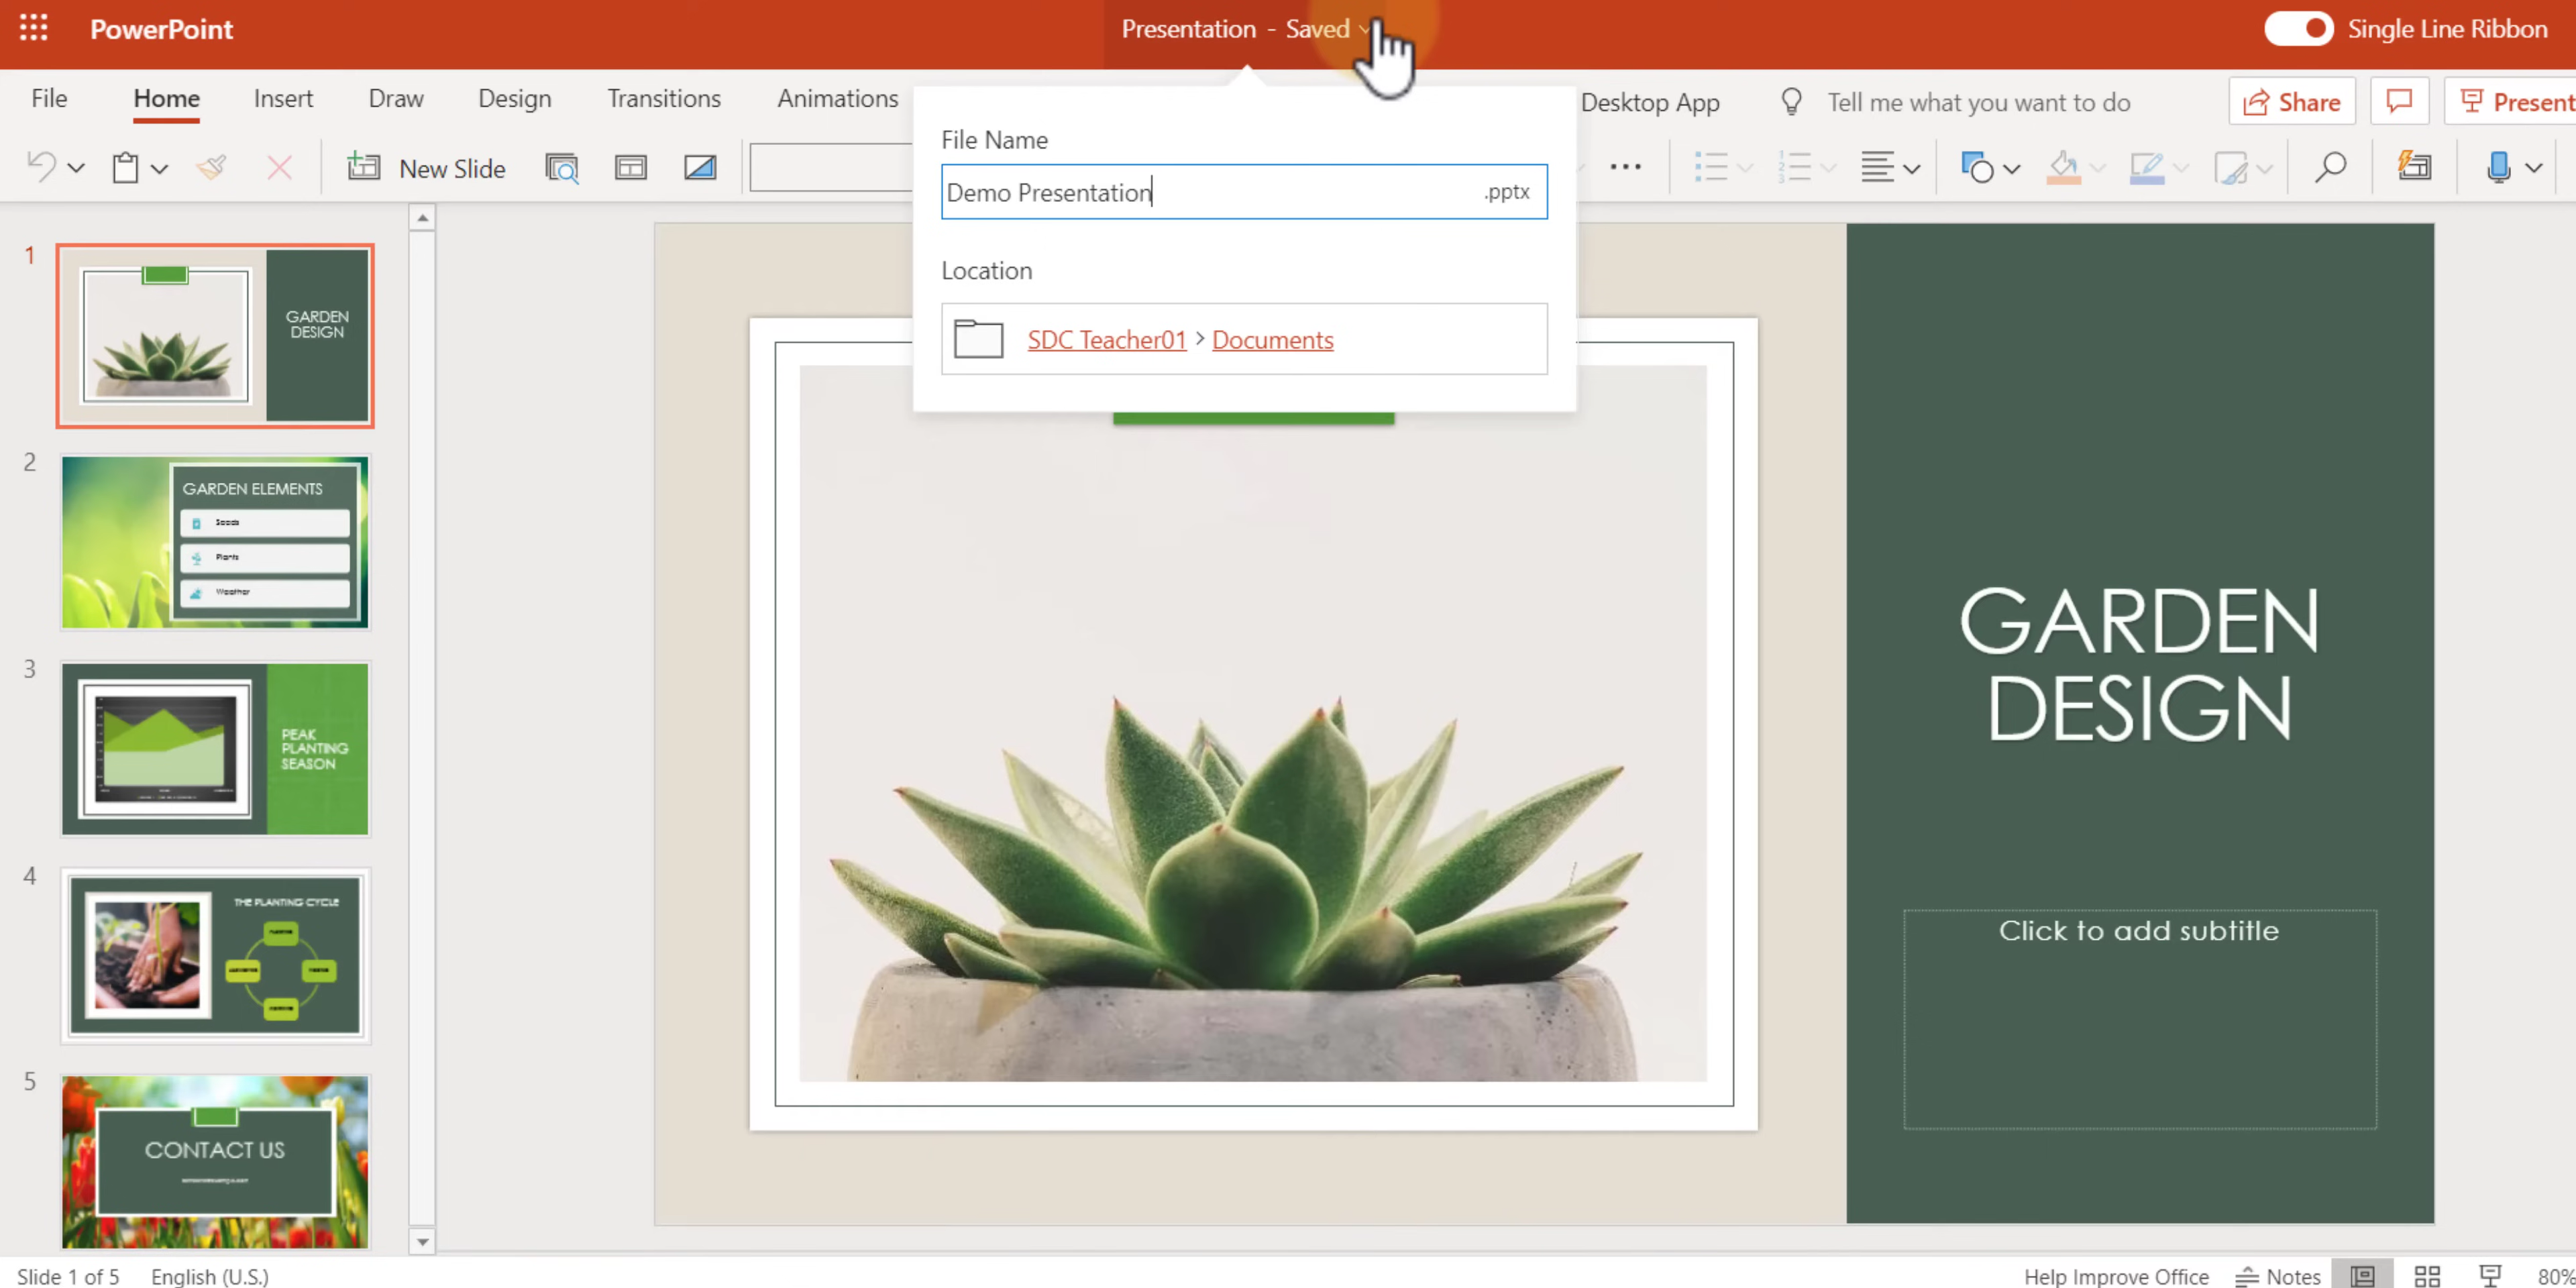 PowerPoint
Presentation - Saved
Single Line Ribbon
File
Home
Insert
Draw
Design
Transitions
Animations
Desktop App
Tell me what you want to do
Share
Present
New Slide
File Name
Demo Presentation
.pptx
Location
SDC Teacher01 > Documents
1
GARDEN
DESIGN
2
GARDEN ELEMENTS
Seeds
Plants
Weather
3
PEAK
PLANTING
SEASON
4
THE PLANTING CYCLE
5
CONTACT US
GARDEN
DESIGN
Click to add subtitle
Slide 1 of 5
English (U.S.)
Help Improve Office
Notes
80%